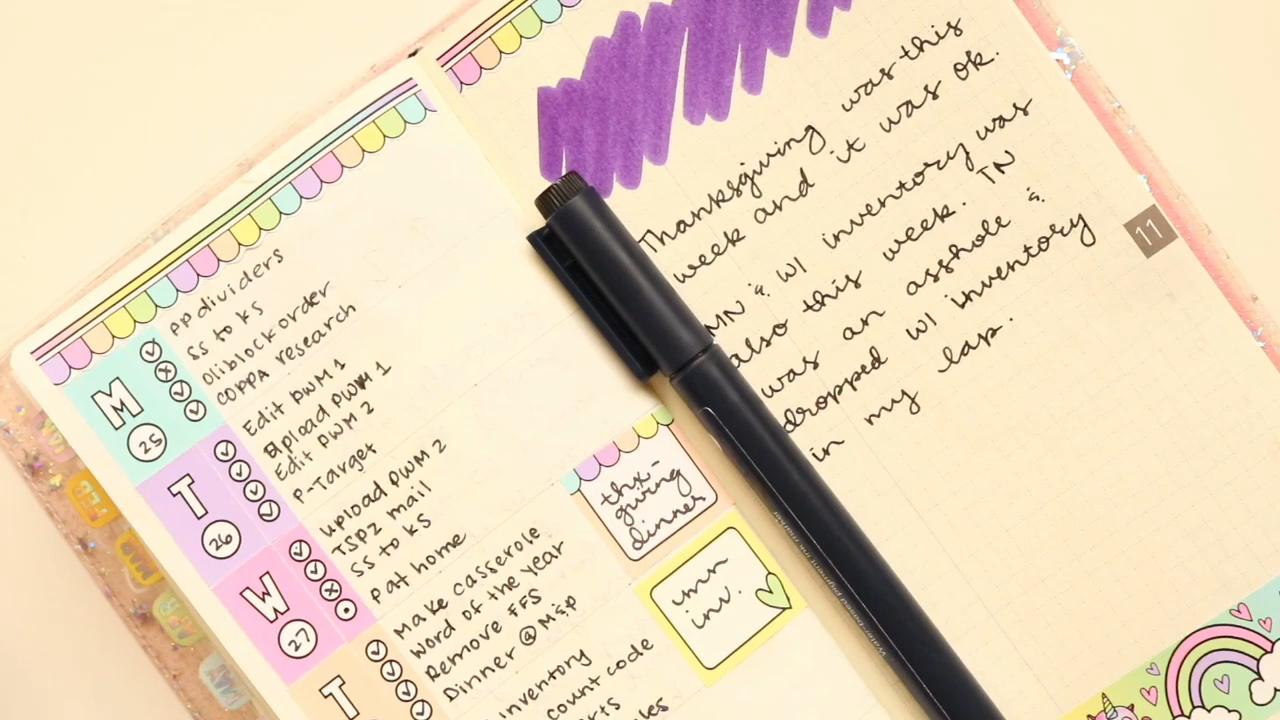 M
25
pp dividers
ss to KS
Oliblock order
COPPA research
T
26
Edit PWM 1
Upload PWM 1
Edit PWM 2
P-Target
W
27
Upload PWM 2
TSPZ mail
SS to KS
Pat home
T
Make casserole
Word of the Year
Remove FFS
Dinner @ M&P
inventory
count code
thx-
giving
dinner
inv.
Thanksgiving was this
week and it was ok.
MN & WI inventory was
also this week. TN
was an asshole &
dropped WI inventory
in my lap.
11